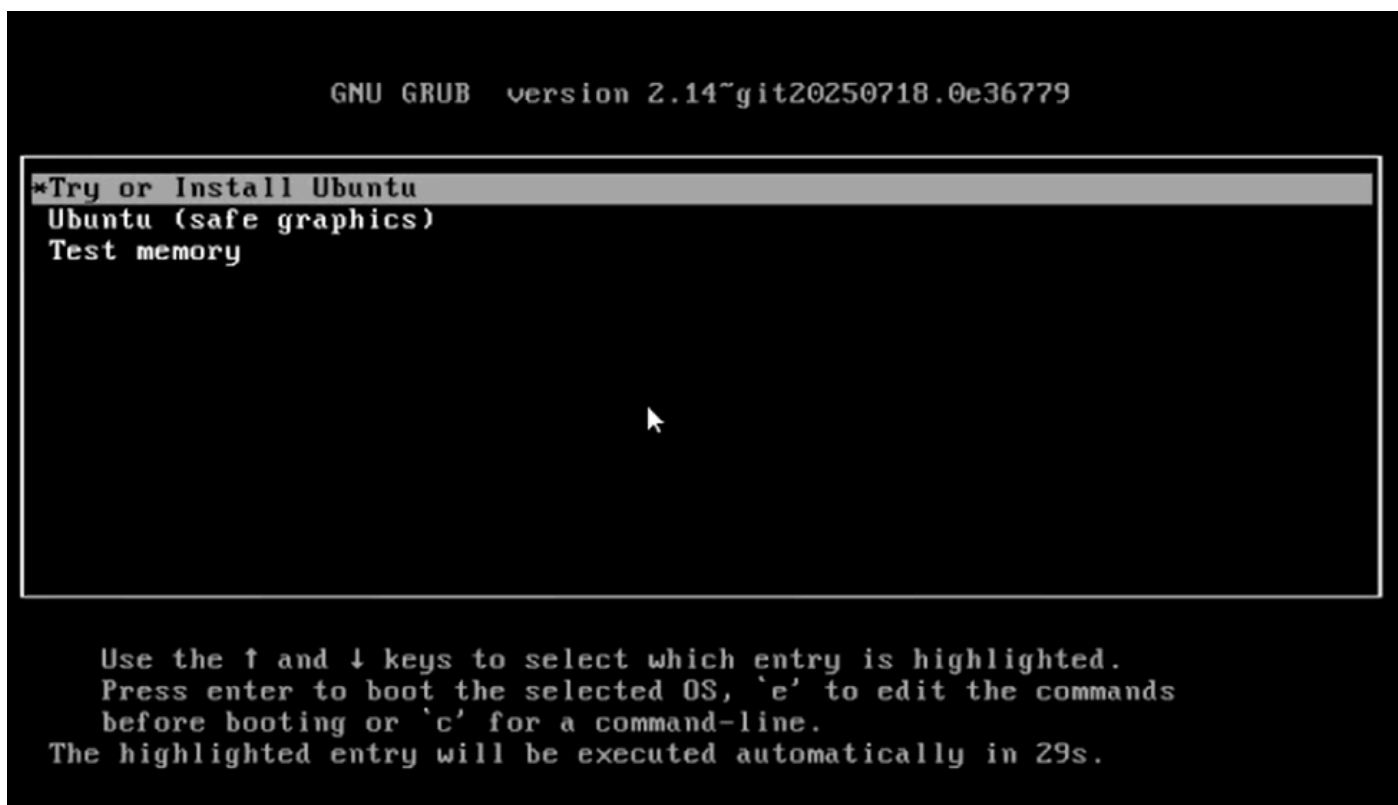 GNU GRUB version 2.14~git20250718.0e36779
*Try or Install Ubuntu
Ubuntu (safe graphics)
Test memory
Use the ↑ and ↓ keys to select which entry is highlighted.
Press enter to boot the selected OS, `e' to edit the commands
before booting or `c' for a command-line.
The highlighted entry will be executed automatically in 29s.